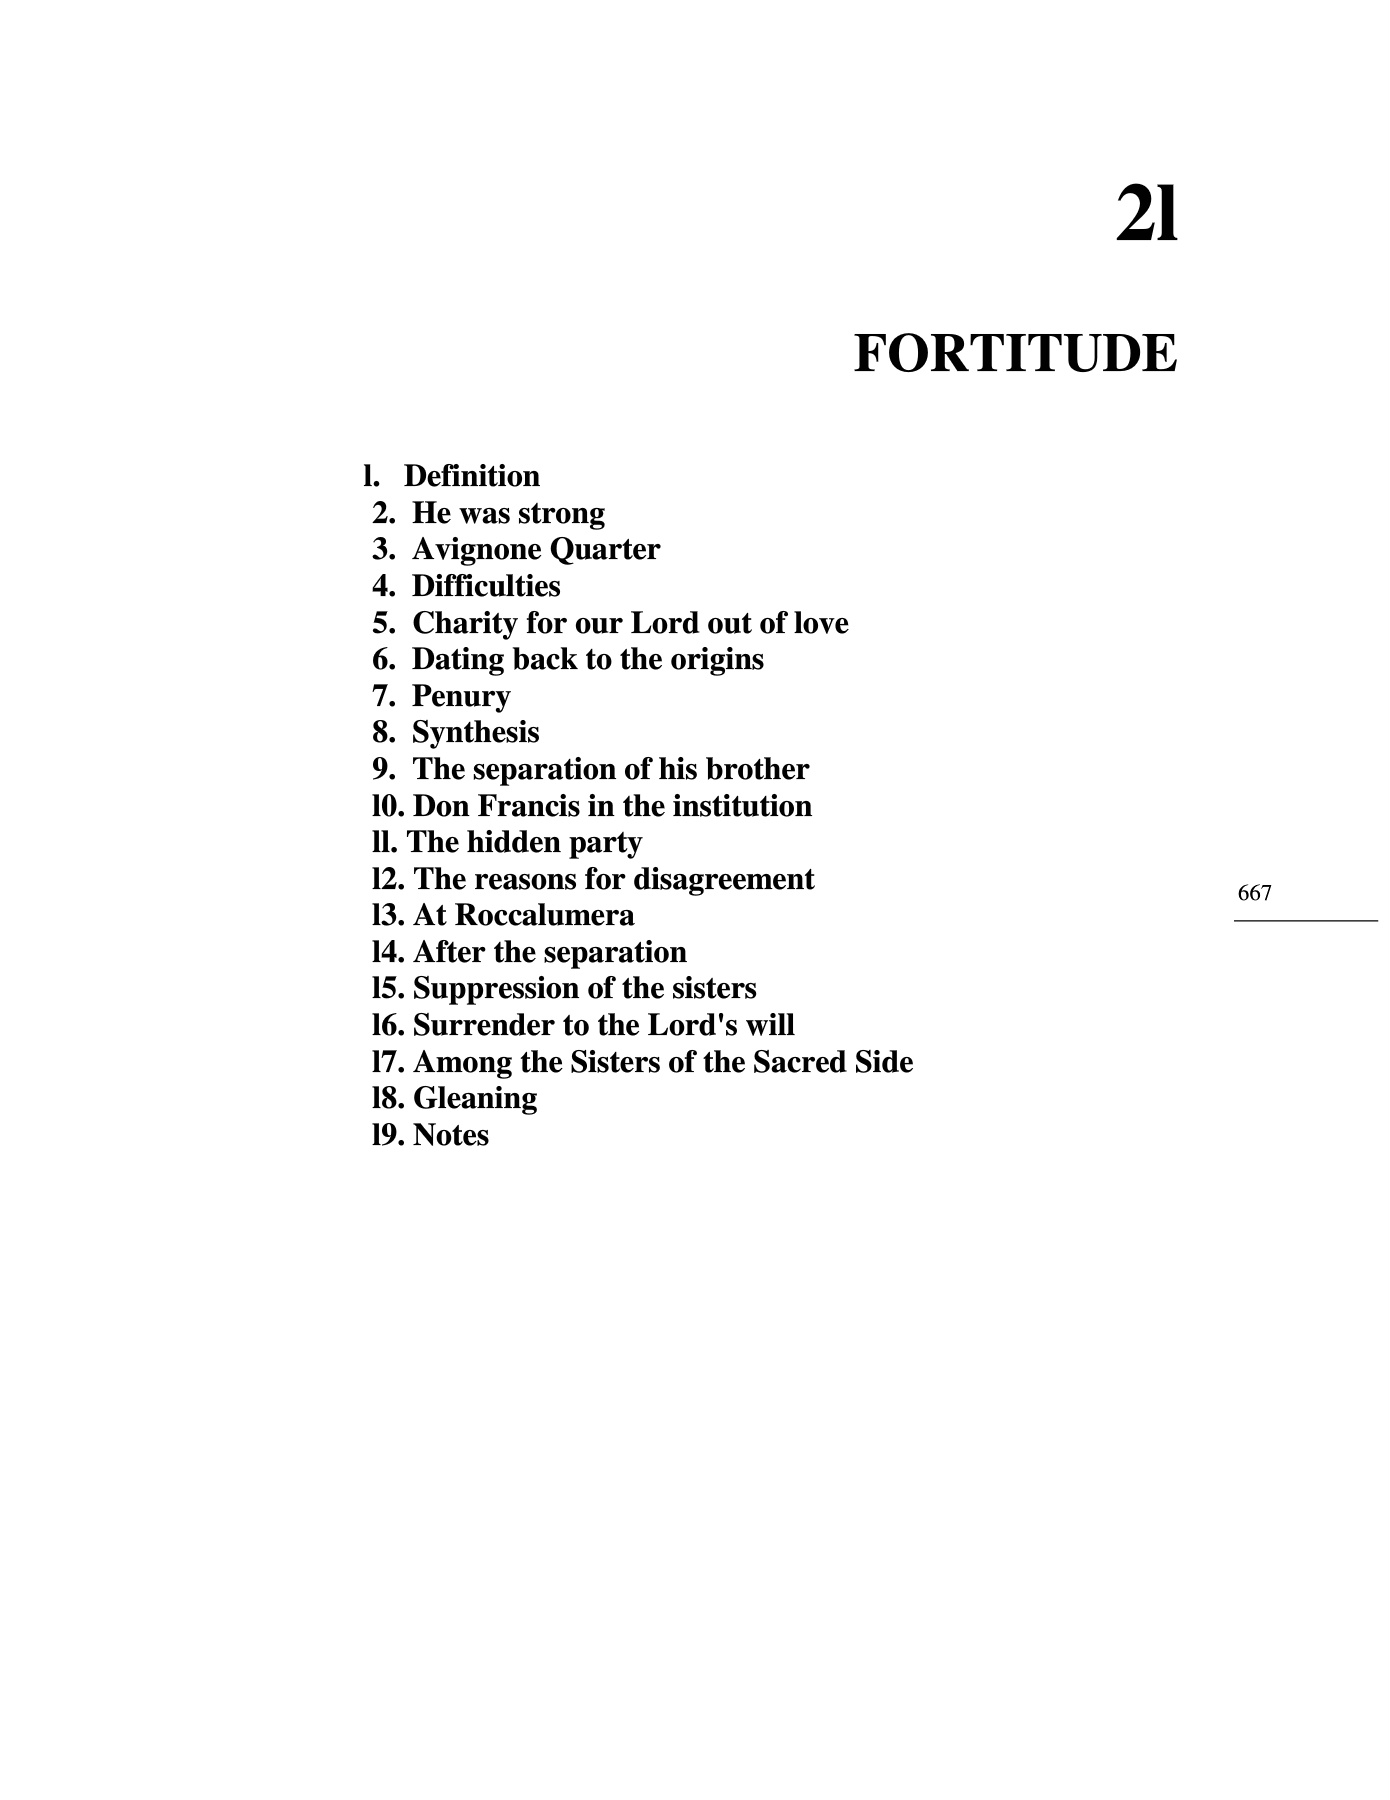 2l
FORTITUDE
l. Definition
2. He was strong
3. Avignone Quarter
4. Difficulties
5. Charity for our Lord out of love
6. Dating back to the origins
7. Penury
8. Synthesis
9. The separation of his brother
l0. Don Francis in the institution
ll. The hidden party
l2. The reasons for disagreement
l3. At Roccalumera
l4. After the separation
l5. Suppression of the sisters
l6. Surrender to the Lord's will
l7. Among the Sisters of the Sacred Side
l8. Gleaning
l9. Notes
667